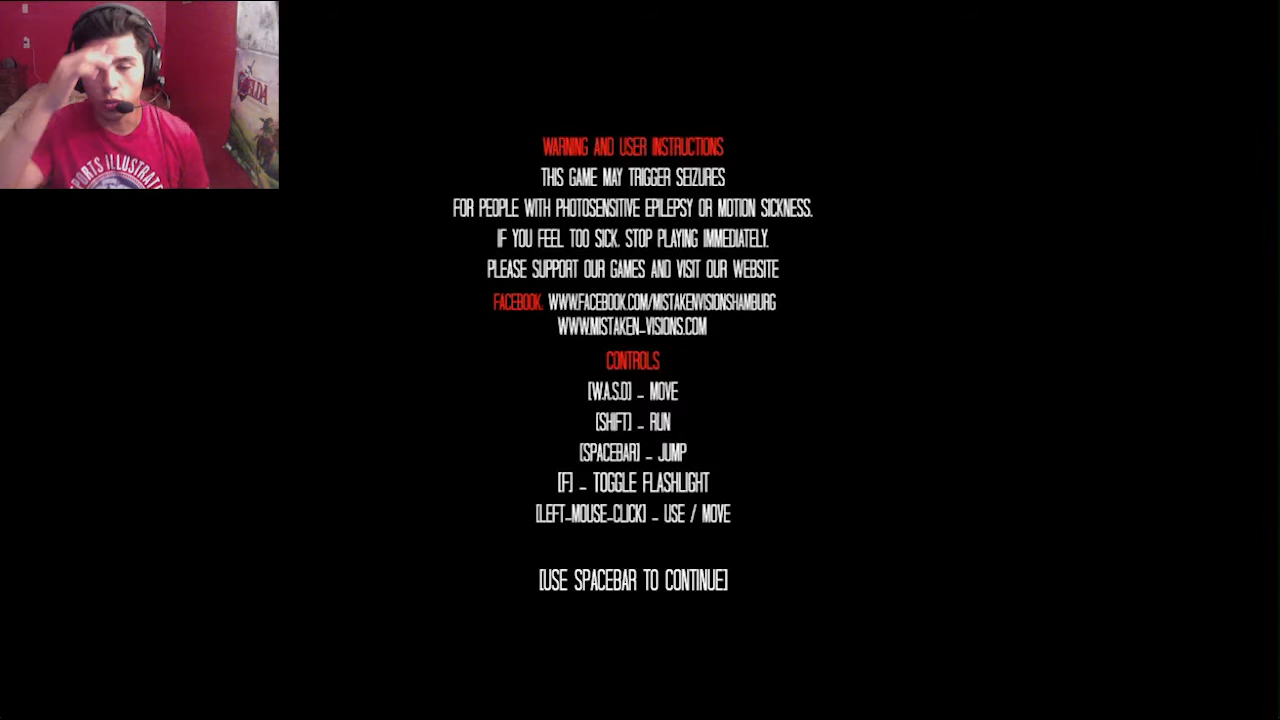 ELDA
PORTS ILLUSTRATE
WARNING AND USER INSTRUCTIONS
THIS GAME MAY TRIGGER SEIZURES
FOR PEOPLE WITH PHOTOSENSITIVE EPILEPSY OR MOTION SICKNESS.
IF YOU FEEL TOO SICK, STOP PLAYING IMMEDIATELY.
PLEASE SUPPORT OUR GAMES AND VISIT OUR WEBSITE
FACEBOOK: WWW.FACEBOOK.COM/MISTAKENVISIONSHAMBURG
WWW.MISTAKEN-VISIONS.COM
CONTROLS
[W.A.S.D] - MOVE
[SHIFT] - RUN
[SPACEBAR] - JUMP
[F] - TOGGLE FLASHLIGHT
[LEFT-MOUSE-CLICK] - USE / MOVE
[USE SPACEBAR TO CONTINUE]